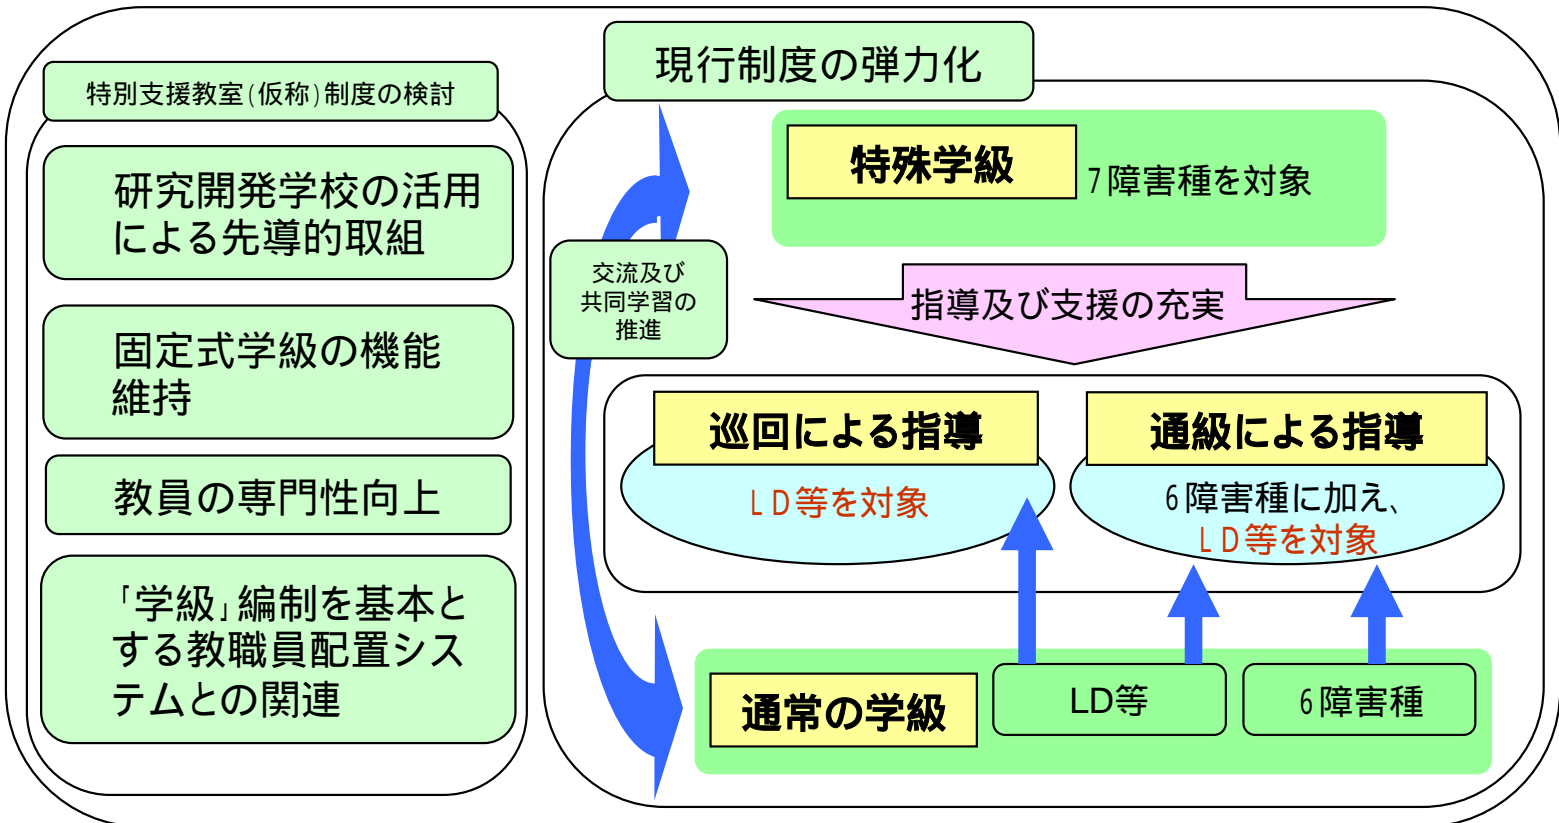 特別支援教室(仮称)制度の検討
研究開発学校の活用
による先導的取組
固定式学級の機能
維持
教員の専門性向上
「学級」編制を基本と
する教職員配置シス
テムとの関連
現行制度の弾力化
特殊学級
7障害種を対象
交流及び
共同学習の
推進
指導及び支援の充実
巡回による指導
LD等を対象
通級による指導
6障害種に加え、
LD等を対象
通常の学級
LD等
6障害種